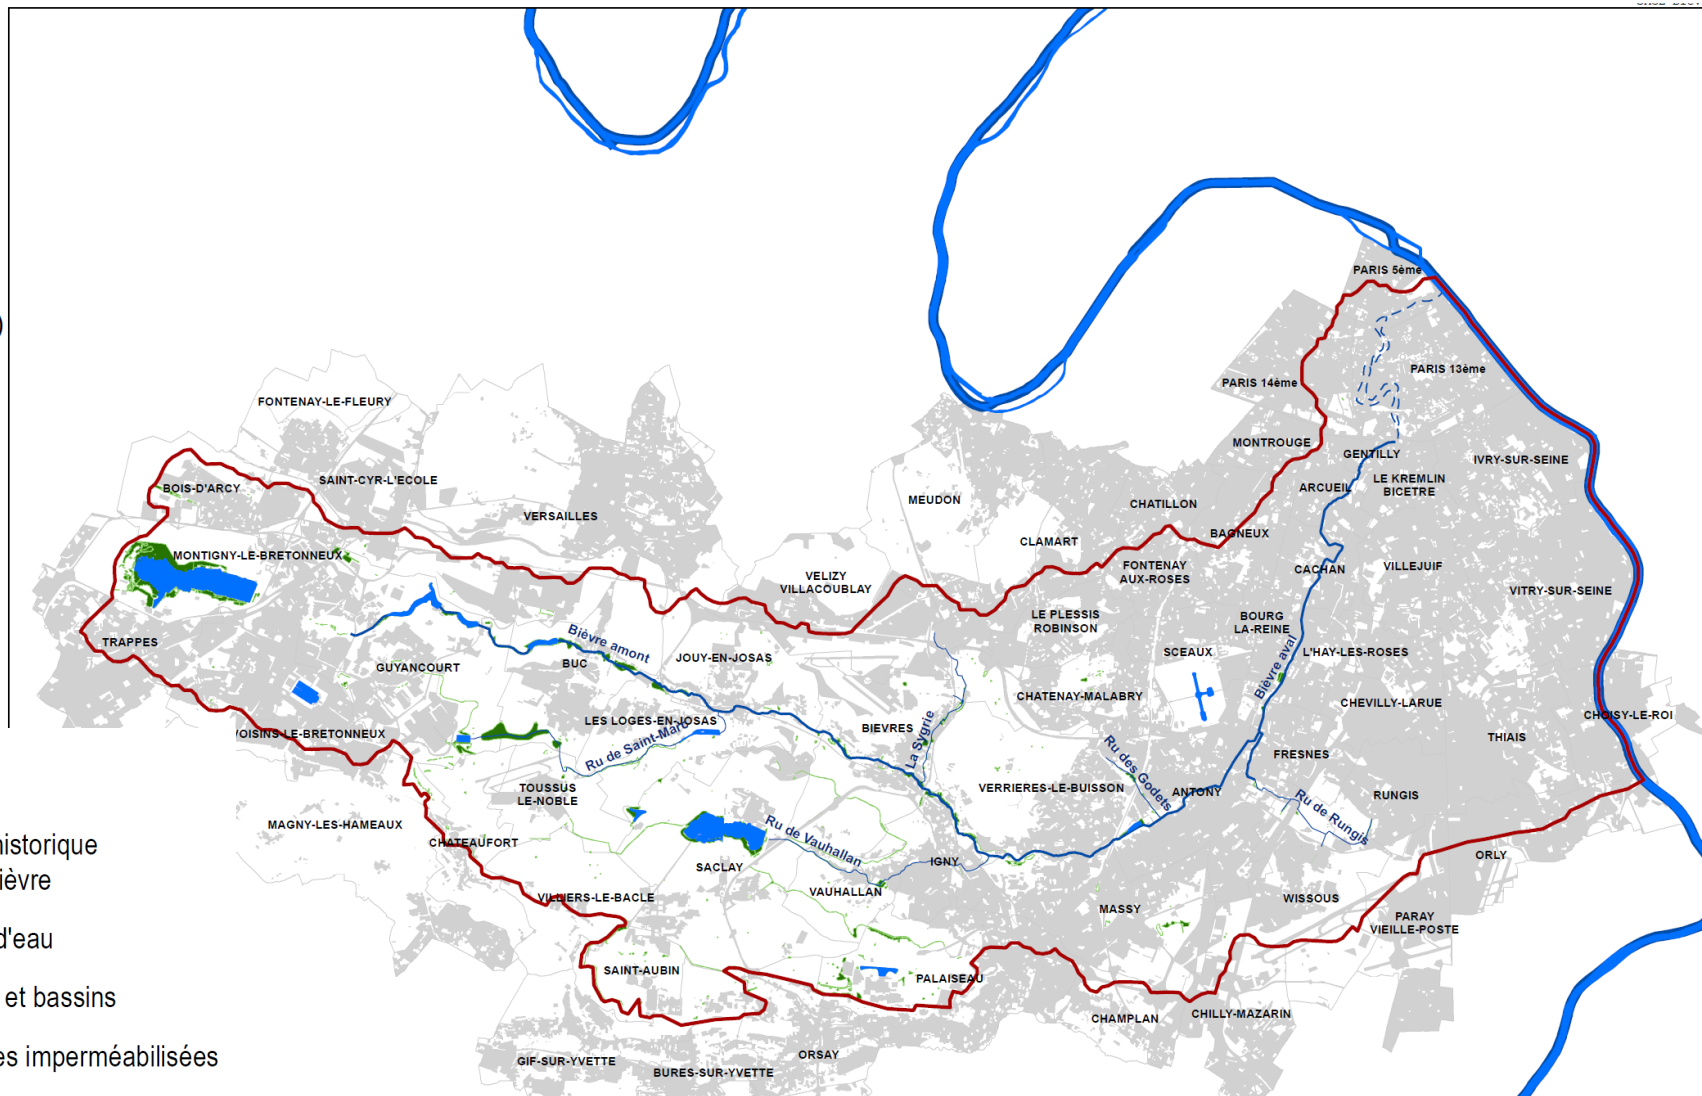 PARIS 5ème
)
PARIS 13ème
PARIS 14ème
FONTENAY-LE-FLEURY
MONTROUGE
GENTILLY
IVRY-SUR-SEINE
SAINT-CYR-L'ECOLE
BOIS-D'ARCY
ARCUEIL
LE KREMLIN
BICETRE
MEUDON
CHATILLON
VERSAILLES
BAGNEUX
CLAMART
MONTIGNY-LE-BRETONNEUX
VELIZY
VILLACOUBLAY
FONTENAY
AUX-ROSES
CACHAN
VILLEJUIF
VITRY-SUR-SEINE
LE PLESSIS
ROBINSON
BOURG
LA-REINE
TRAPPES
Bièvre amont
GUYANCOURT
BUC
JOUY-EN-JOSAS
SCEAUX
L'HAY-LES-ROSES
Bièvre aval
CHATENAY-MALABRY
CHEVILLY-LARUE
CHOISY-LE-ROI
LES LOGES-EN-JOSAS
BIEVRES
La Sygrie
VOISINS-LE-BRETONNEUX
Ru de Saint-Marc
THIAIS
FRESNES
Ru des Godets
TOUSSUS
LE-NOBLE
VERRIERES-LE-BUISSON
ANTONY
Ru de Rungis
RUNGIS
MAGNY-LES-HAMEAUX
CHATEAUFORT
Ru de Vauhallan
historique
ièvre
SACLAY
IGNY
ORLY
VILLIERS-LE-BACLE
VAUHALLAN
WISSOUS
MASSY
PARAY
VIEILLE-POSTE
d'eau
SAINT-AUBIN
PALAISEAU
et bassins
CHAMPLAN
CHILLY-MAZARIN
es imperméabilisées
GIF-SUR-YVETTE
BURES-SUR-YVETTE
ORSAY